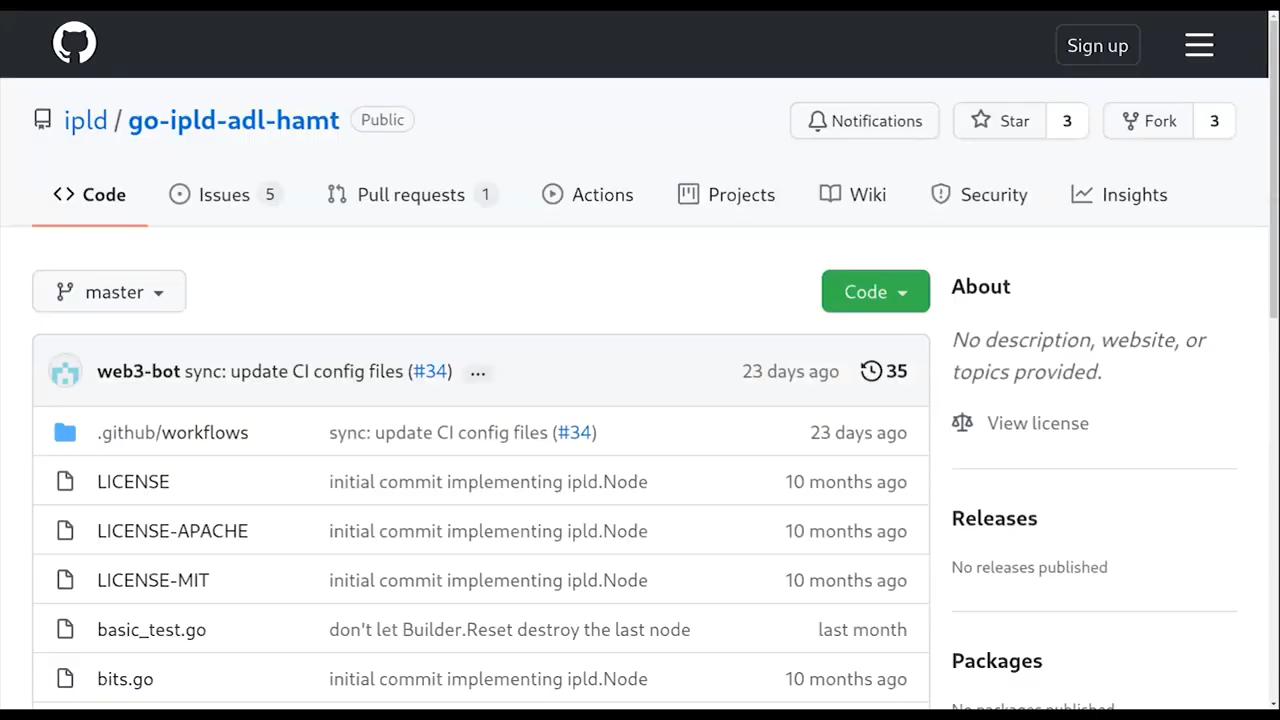 Sign up
ipld / go-ipld-adl-hamt Public
Notifications Star 3 Fork 3
Code Issues 5 Pull requests 1 Actions Projects Wiki Security Insights
master Code
web3-bot sync: update CI config files (#34) ... 23 days ago 35
.github/workflows sync: update CI config files (#34) 23 days ago
LICENSE initial commit implementing ipld.Node 10 months ago
LICENSE-APACHE initial commit implementing ipld.Node 10 months ago
LICENSE-MIT initial commit implementing ipld.Node 10 months ago
basic_test.go don't let Builder.Reset destroy the last node last month
bits.go initial commit implementing ipld.Node 10 months ago
About
No description, website, or
topics provided.
View license
Releases
No releases published
Packages
No packages published